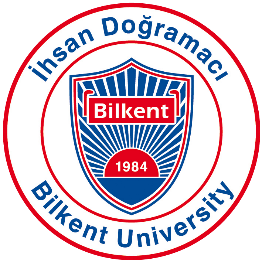 İhsan Doğramacı
Bilkent
1984
Bilkent University